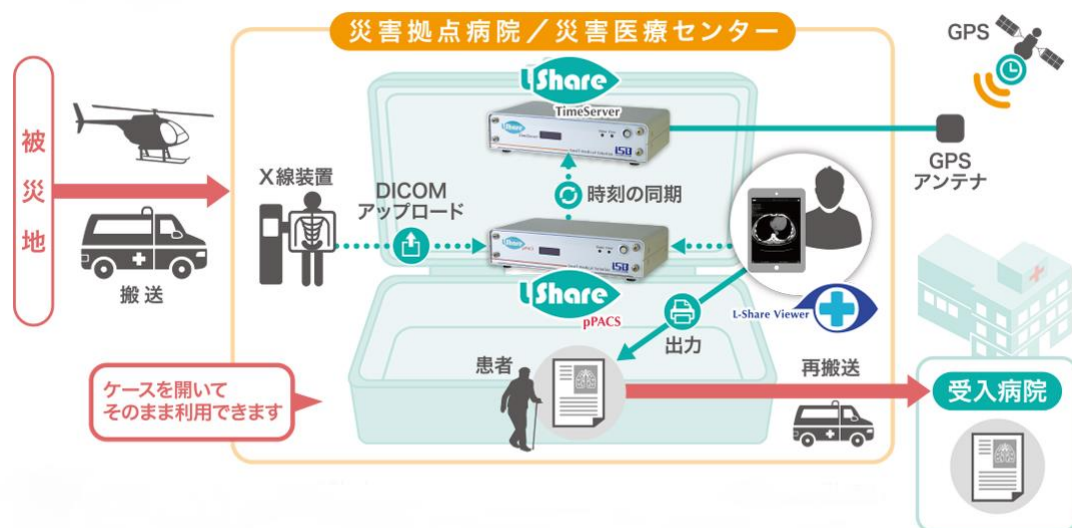 災害拠点病院／災害医療センター
GPS
被災地
L Share
TimeServer
X線装置
DICOM
アップロード
時刻の同期
GPS
アンテナ
搬送
L Share
pPACS
L-Share Viewer
出力
患者
再搬送
ケースを開いて
そのまま利用できます
受入病院